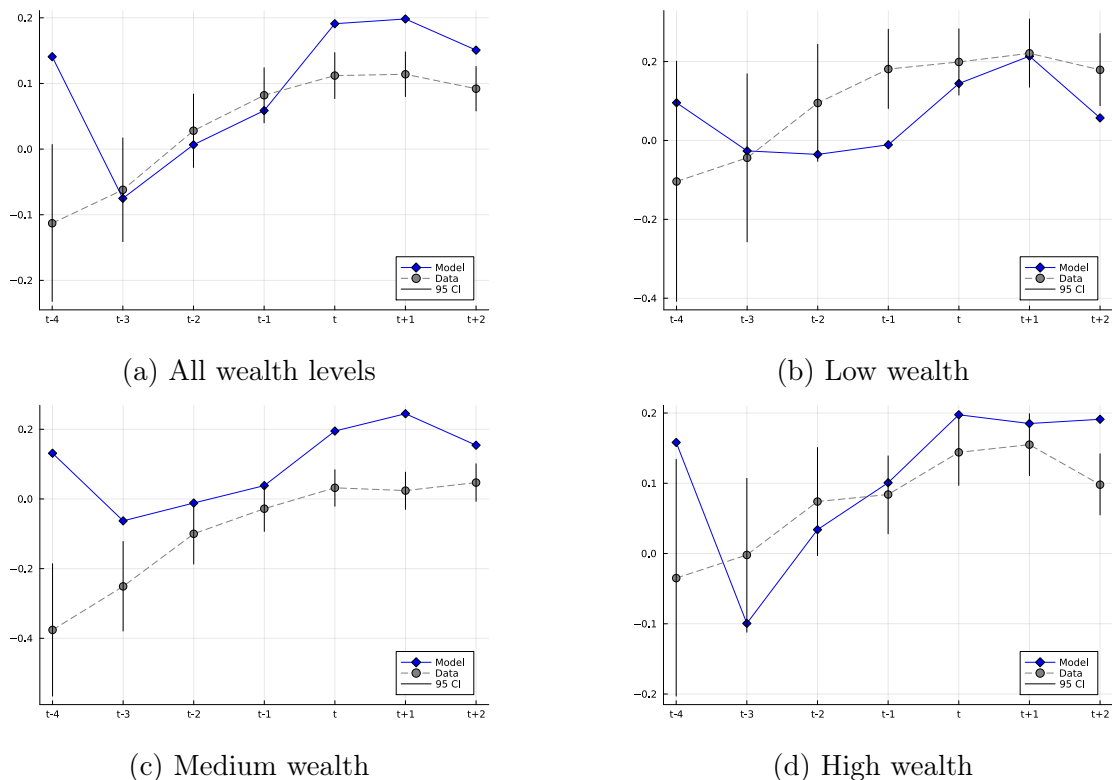 0.2
0.1
0.0
−0.1
−0.2
t-4 t-3 t-2 t-1 t t+1 t+2
Model
Data
95 CI
(a) All wealth levels
0.2
0.0
−0.2
−0.4
t-4 t-3 t-2 t-1 t t+1 t+2
Model
Data
95 CI
(b) Low wealth
0.2
0.0
−0.2
−0.4
t-4 t-3 t-2 t-1 t t+1 t+2
Model
Data
95 CI
(c) Medium wealth
0.2
0.1
0.0
−0.1
−0.2
t-4 t-3 t-2 t-1 t t+1 t+2
Model
Data
95 CI
(d) High wealth